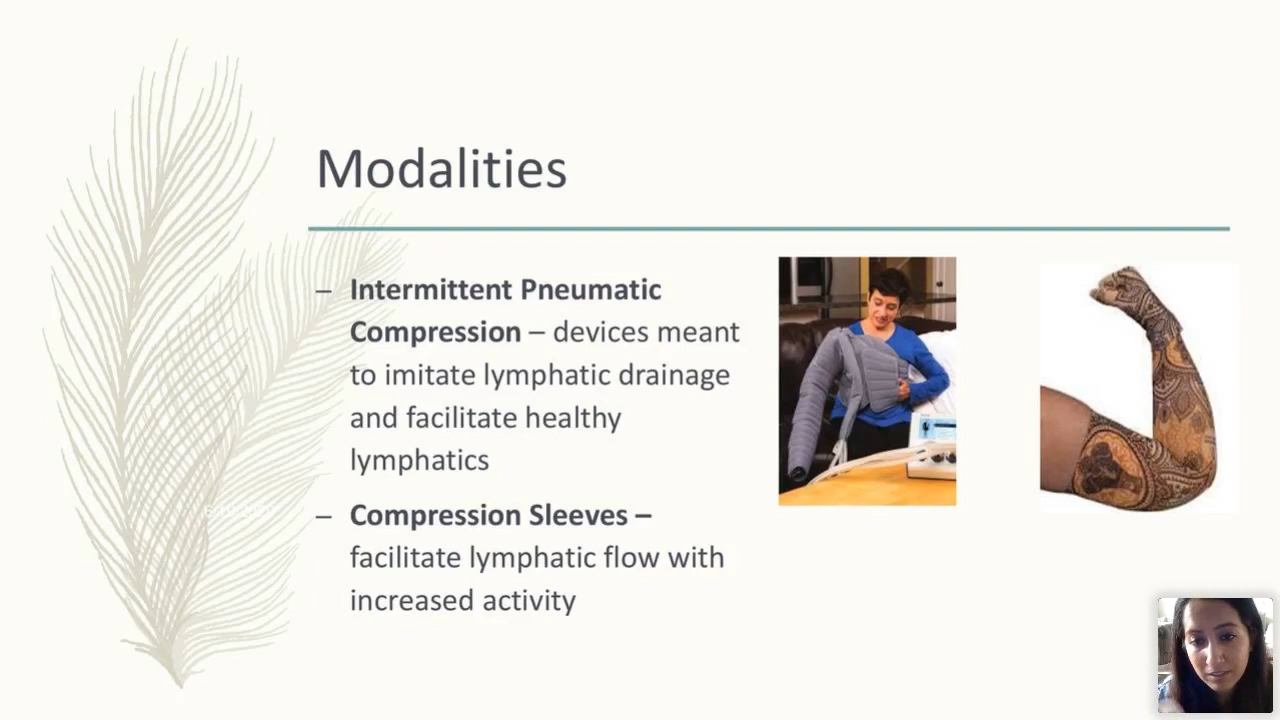 Modalities
– Intermittent Pneumatic
Compression – devices meant
to imitate lymphatic drainage
and facilitate healthy
lymphatics
– Compression Sleeves –
facilitate lymphatic flow with
increased activity